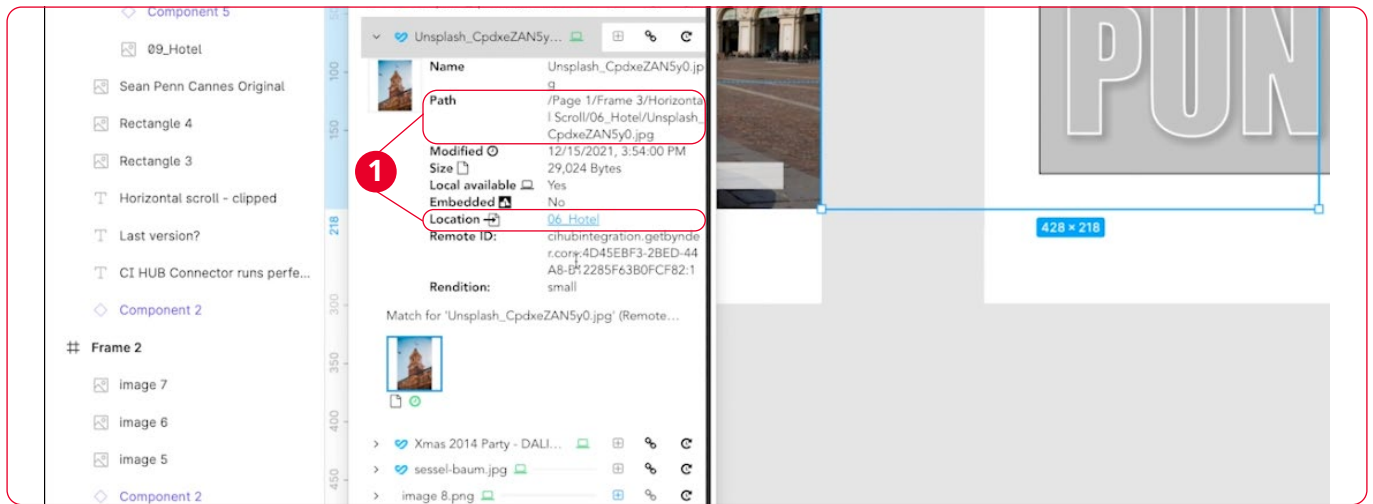 Component 5
09_Hotel
Sean Penn Cannes Original
Rectangle 4
Rectangle 3
Horizontal scroll - clipped
Last version?
CI HUB Connector runs perfe...
Component 2
Frame 2
image 7
image 6
image 5
Component 2
100
150
218
300
350
400
450
Unsplash_CpdxeZAN5y...
Name Unsplash_CpdxeZAN5y0.jp
g
Path /Page 1/Frame 3/Horizonta
l Scroll/06_Hotel/Unsplash_
CpdxeZAN5y0.jpg
Modified 12/15/2021, 3:54:00 PM
Size 29,024 Bytes
Local available Yes
Embedded No
Location 06_Hotel
Remote ID: cihubintegration.getbynde
r.com:4D45EBF3-2BED-44
A8-B12285F63B0FCF82:1
Rendition: small
Match for 'Unsplash_CpdxeZAN5y0.jpg' (Remote...
Xmas 2014 Party - DALI...
sessel-baum.jpg
image 8.png
1
PUN
428 × 218